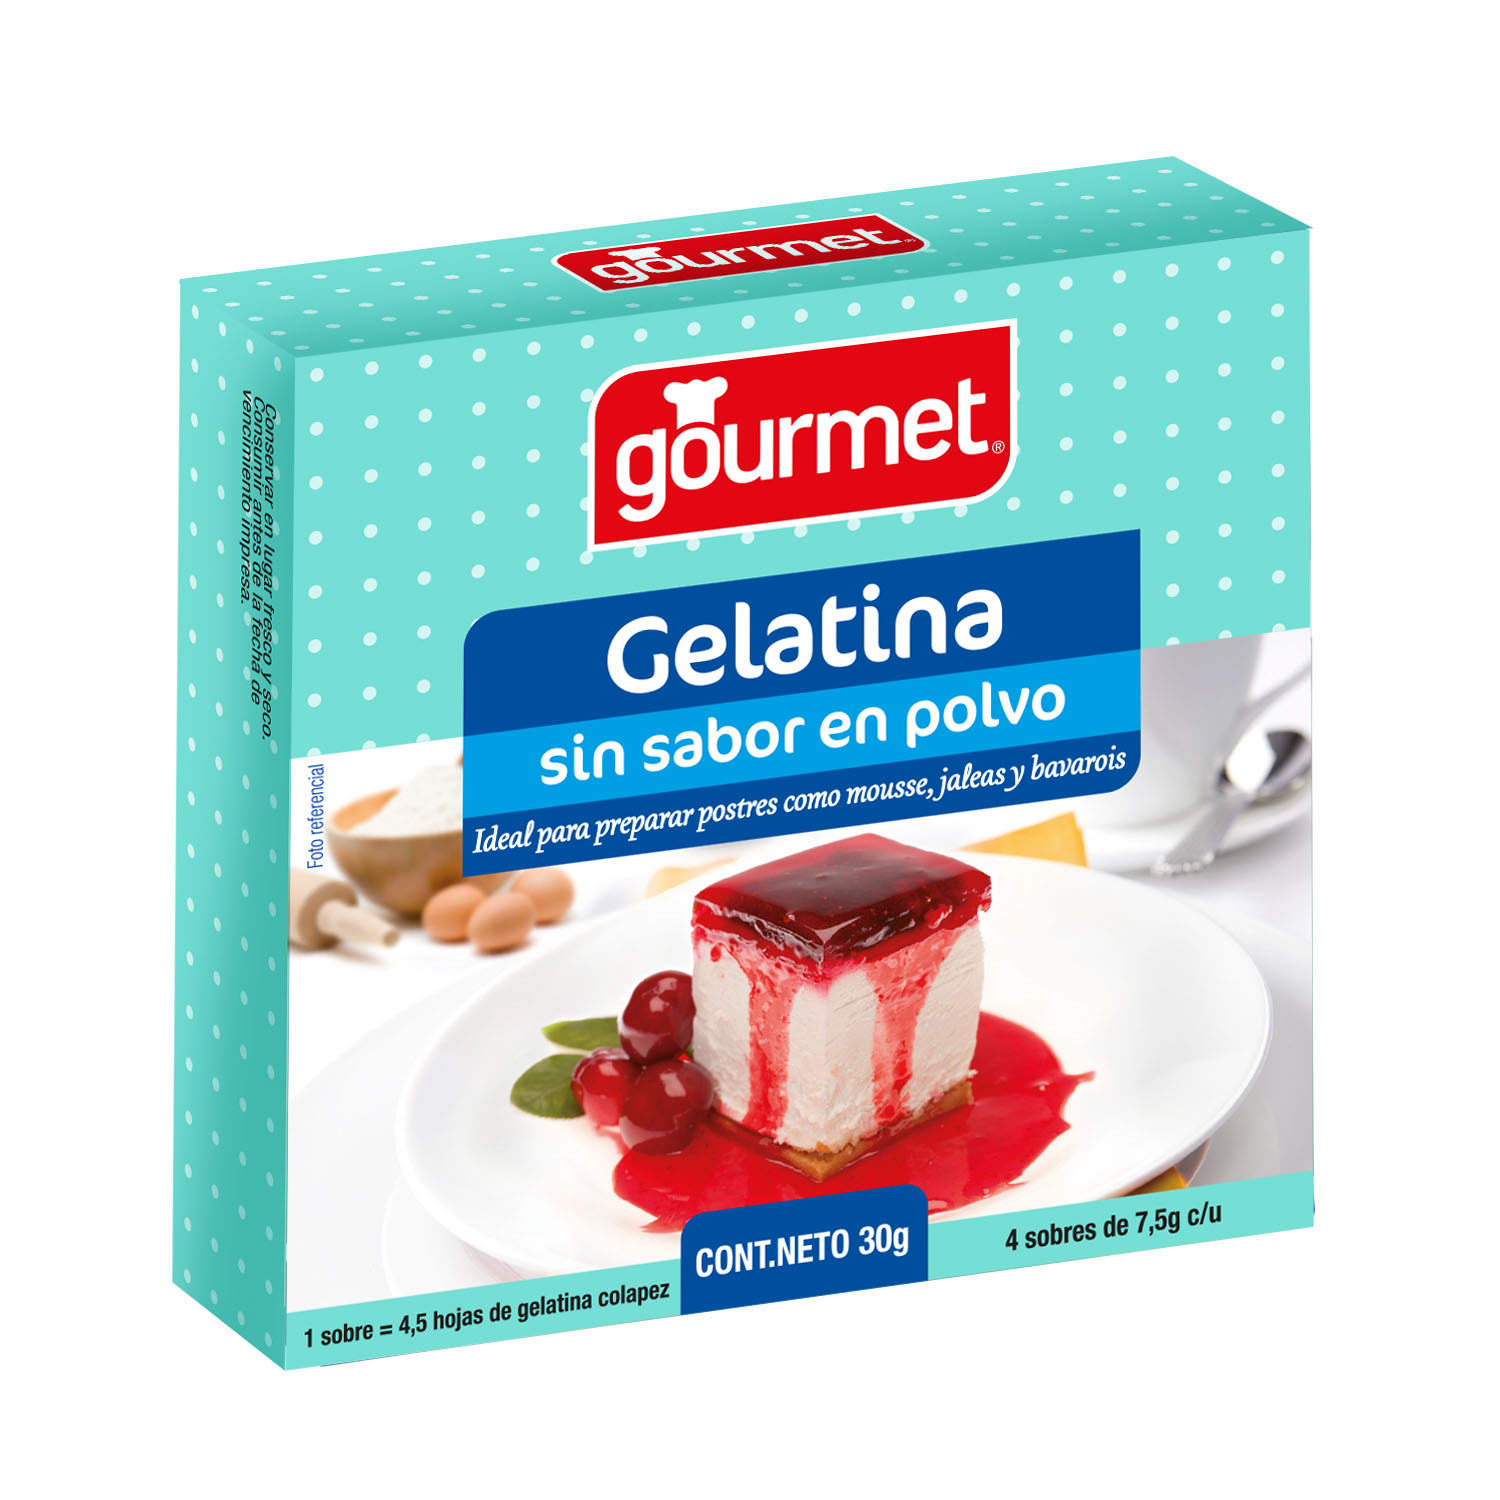 gourmet
gourmet®
Gelatina
sin sabor en polvo
Ideal para preparar postres como mousse, jaleas y bavarois
Conservar en lugar fresco y seco.
Consumir antes de la fecha de
vencimiento impresa.
Foto referencial
CONT.NETO 30g
4 sobres de 7,5g c/u
1 sobre = 4,5 hojas de gelatina colapez